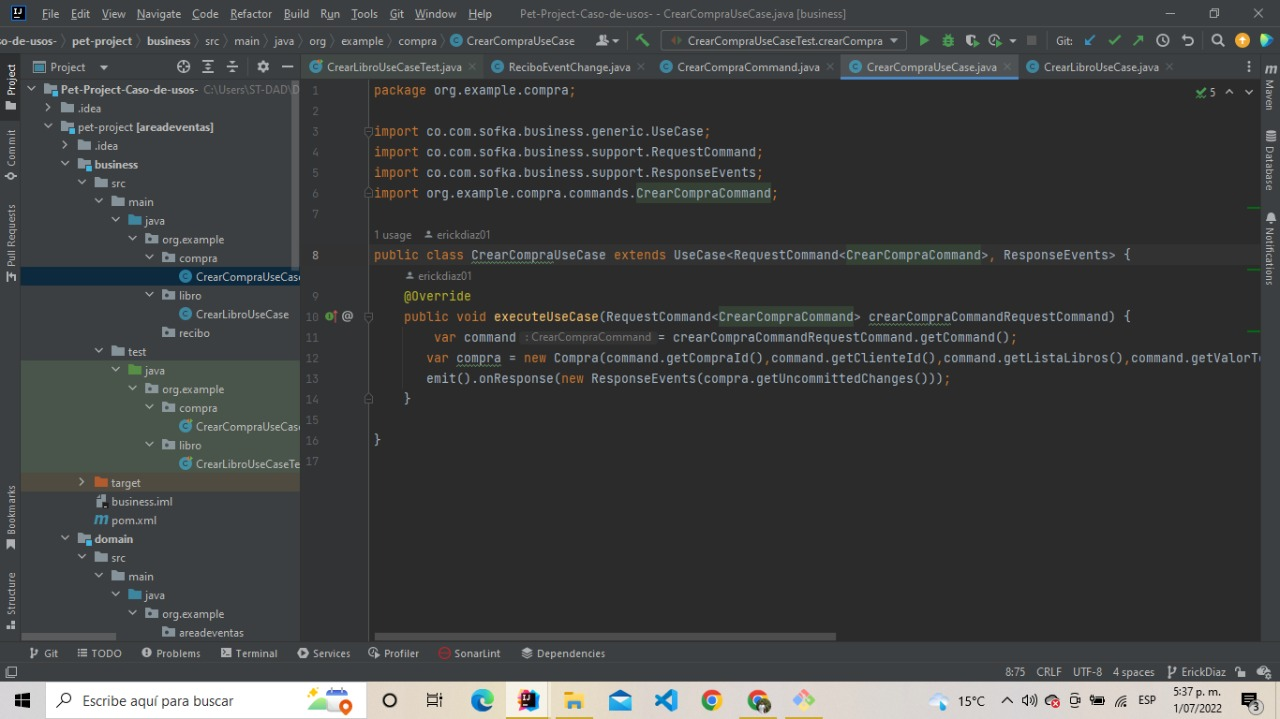 File Edit View Navigate Code Refactor Build Run Tools Git Window Help Pet-Project-Caso-de-usos- - CrearCompraUseCase.java [business]
so-de-usos- pet-project business src main java org example compra CrearCompraUseCase CrearCompraUseCaseTest.crearCompra Git:
Project CrearLibroUseCaseTest.java ReciboEventChange.java CrearCompraCommand.java CrearCompraUseCase.java CrearLibroUseCase.java
Project
Commit
Pull Requests
Bookmarks
Structure
Pet-Project-Caso-de-usos- C:\Users\ST-DAD\D
.idea
pet-project [areadeventas]
.idea
business
src
main
java
org.example
compra
CrearCompraUseCase
libro
CrearLibroUseCase
recibo
test
java
org.example
compra
CrearCompraUseCas
libro
CrearLibroUseCaseTe
target
business.iml
pom.xml
domain
src
main
java
org.example
areadeventas
5
1 package org.example.compra;
2
3 import co.com.sofka.business.generic.UseCase;
4 import co.com.sofka.business.support.RequestCommand;
5 import co.com.sofka.business.support.ResponseEvents;
6 import org.example.compra.commands.CrearCompraCommand;
7
1 usage erickdiaz01
8 public class CrearCompraUseCase extends UseCase<RequestCommand<CrearCompraCommand>, ResponseEvents> {
erickdiaz01
9 @Override
10 public void executeUseCase(RequestCommand<CrearCompraCommand> crearCompraCommandRequestCommand) {
11 var command : CrearCompraCommand = crearCompraCommandRequestCommand.getCommand();
12 var compra = new Compra(command.getCompraId(),command.getClienteId(),command.getListaLibros(),command.getValorTo
13 emit().onResponse(new ResponseEvents(compra.getUncommittedChanges()));
14 }
15
16 }
17
Maven
Database
Notifications
Git TODO Problems Terminal Services Profiler SonarLint Dependencies
8:75 CRLF UTF-8 4 spaces ErickDiaz
Escribe aquí para buscar 15°C ESP 5:37 p. m.
1/07/2022 3